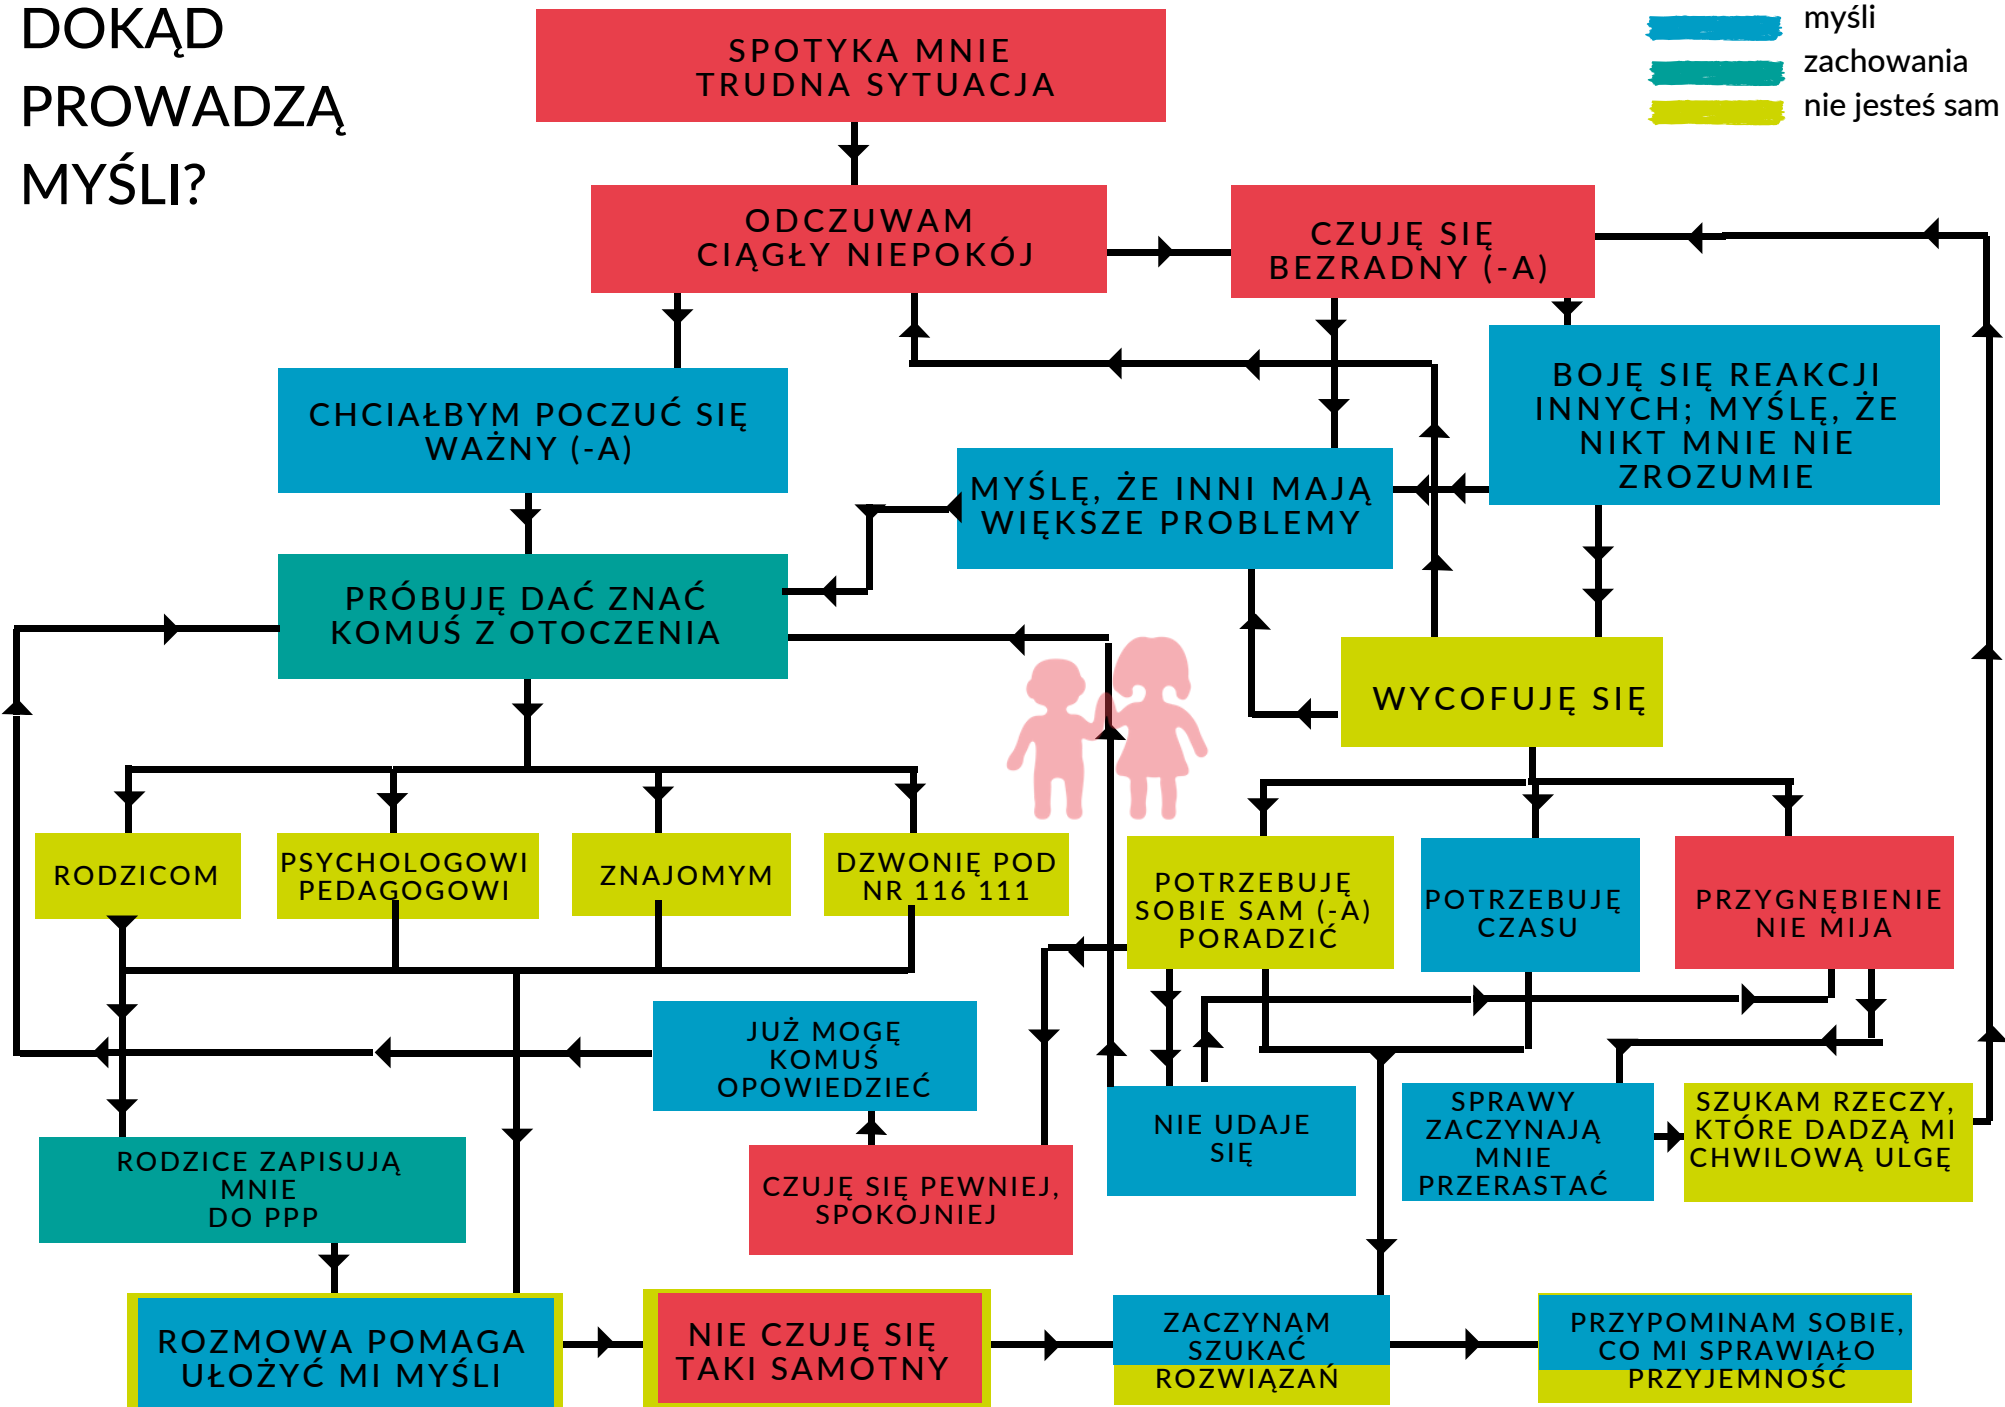 DOKĄD
PROWADZĄ
MYŚLI?
myśli
zachowania
nie jesteś sam
SPOTYKA MNIE
TRUDNA SYTUACJA
ODCZUWAM
CIĄGŁY NIEPOKÓJ
CZUJĘ SIĘ
BEZRADNY (-A)
CHCIAŁBYM POCZUĆ SIĘ
WAŻNY (-A)
BOJĘ SIĘ REAKCJI
INNYCH; MYŚLĘ, ŻE
NIKT MNIE NIE
ZROZUMIE
MYŚLĘ, ŻE INNI MAJĄ
WIĘKSZE PROBLEMY
PRÓBUJĘ DAĆ ZNAĆ
KOMUŚ Z OTOCZENIA
WYCOFUJĘ SIĘ
RODZICOM
PSYCHOLOGOWI
PEDAGOGOWI
ZNAJOMYM
DZWONIĘ POD
NR 116 111
POTRZEBUJĘ
SOBIE SAM (-A)
PORADZIĆ
POTRZEBUJĘ
CZASU
PRZYGNĘBIENIE
NIE MIJA
JUŻ MOGĘ
KOMUŚ
OPOWIEDZIEĆ
NIE UDAJE
SIĘ
SPRAWY
ZACZYNAJĄ
MNIE
PRZERASTAĆ
SZUKAM RZECZY,
KTÓRE DADZĄ MI
CHWILOWĄ ULGĘ
RODZICE ZAPISUJĄ
MNIE
DO PPP
CZUJĘ SIĘ PEWNIEJ,
SPOKOJNIEJ
ROZMOWA POMAGA
UŁOŻYĆ MI MYŚLI
NIE CZUJĘ SIĘ
TAKI SAMOTNY
ZACZYNAM
SZUKAĆ
ROZWIĄZAŃ
PRZYPOMINAM SOBIE,
CO MI SPRAWIAŁO
PRZYJEMNOŚĆ